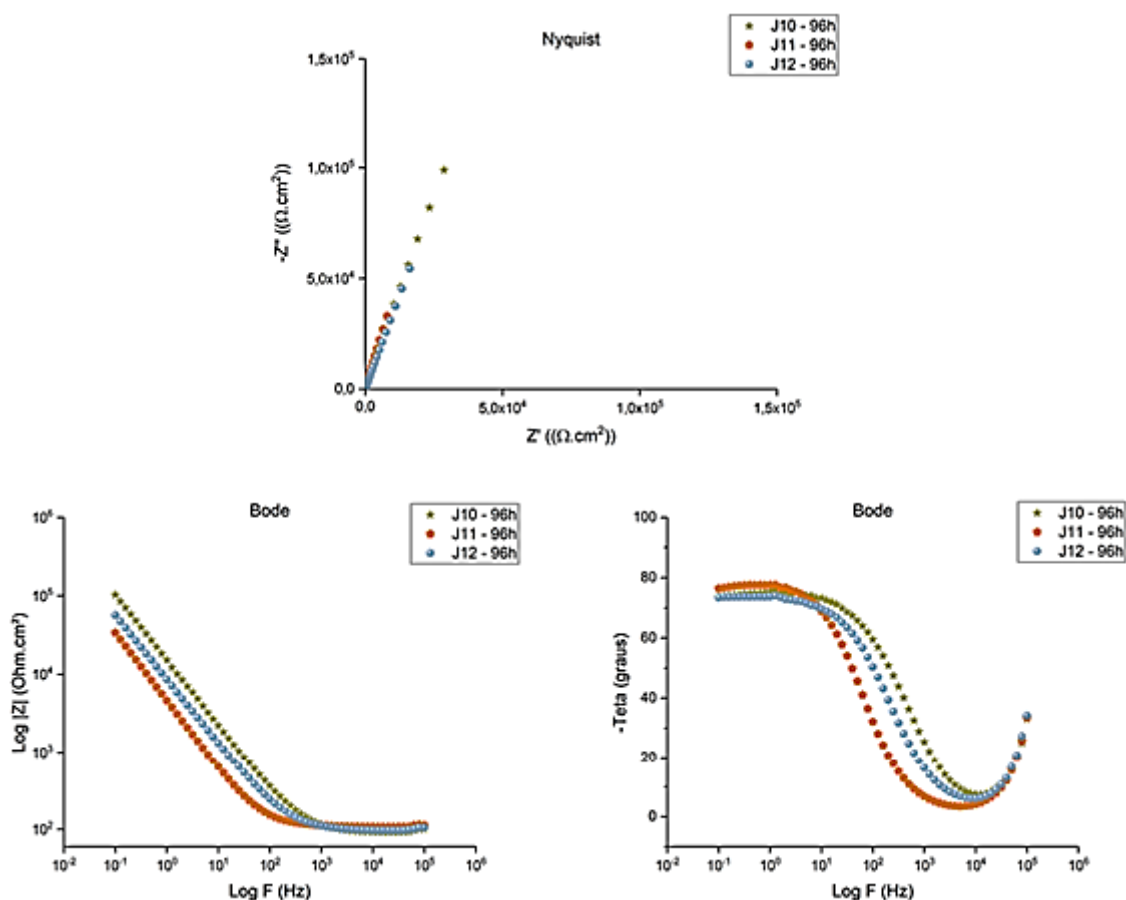 Nyquist
J10 - 96h
J11 - 96h
J12 - 96h
1,5x10⁵
1,0x10⁵
5,0x10⁴
0,0
-Z'' ((Ω.cm²))
0,0
5,0x10⁴
1,0x10⁵
1,5x10⁵
Z' ((Ω.cm²))
Bode
J10 - 96h
J11 - 96h
J12 - 96h
10⁶
10⁵
10⁴
10³
10²
Log |Z| (Ohm.cm²)
10⁻²
10⁻¹
10⁰
10¹
10²
10³
10⁴
10⁵
10⁶
Log F (Hz)
Bode
J10 - 96h
J11 - 96h
J12 - 96h
100
80
60
40
20
0
-Teta (graus)
10⁻²
10⁻¹
10⁰
10¹
10²
10³
10⁴
10⁵
10⁶
Log F (Hz)